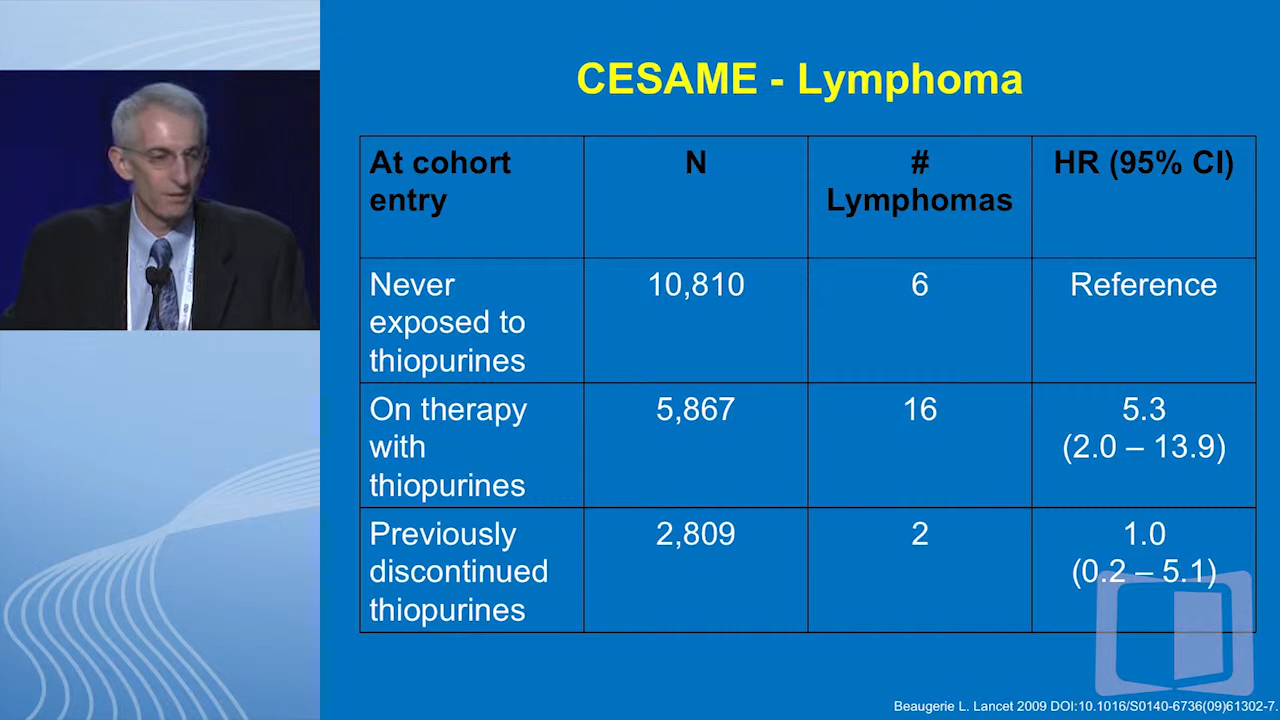 CESAME - Lymphoma
At cohort
entry
N
#
Lymphomas
HR (95% CI)
Never
exposed to
thiopurines
10,810
6
Reference
On therapy
with
thiopurines
5,867
16
5.3
(2.0 – 13.9)
Previously
discontinued
thiopurines
2,809
2
1.0
(0.2 – 5.1)
Beaugerie L. Lancet 2009 DOI:10.1016/S0140-6736(09)61302-7.